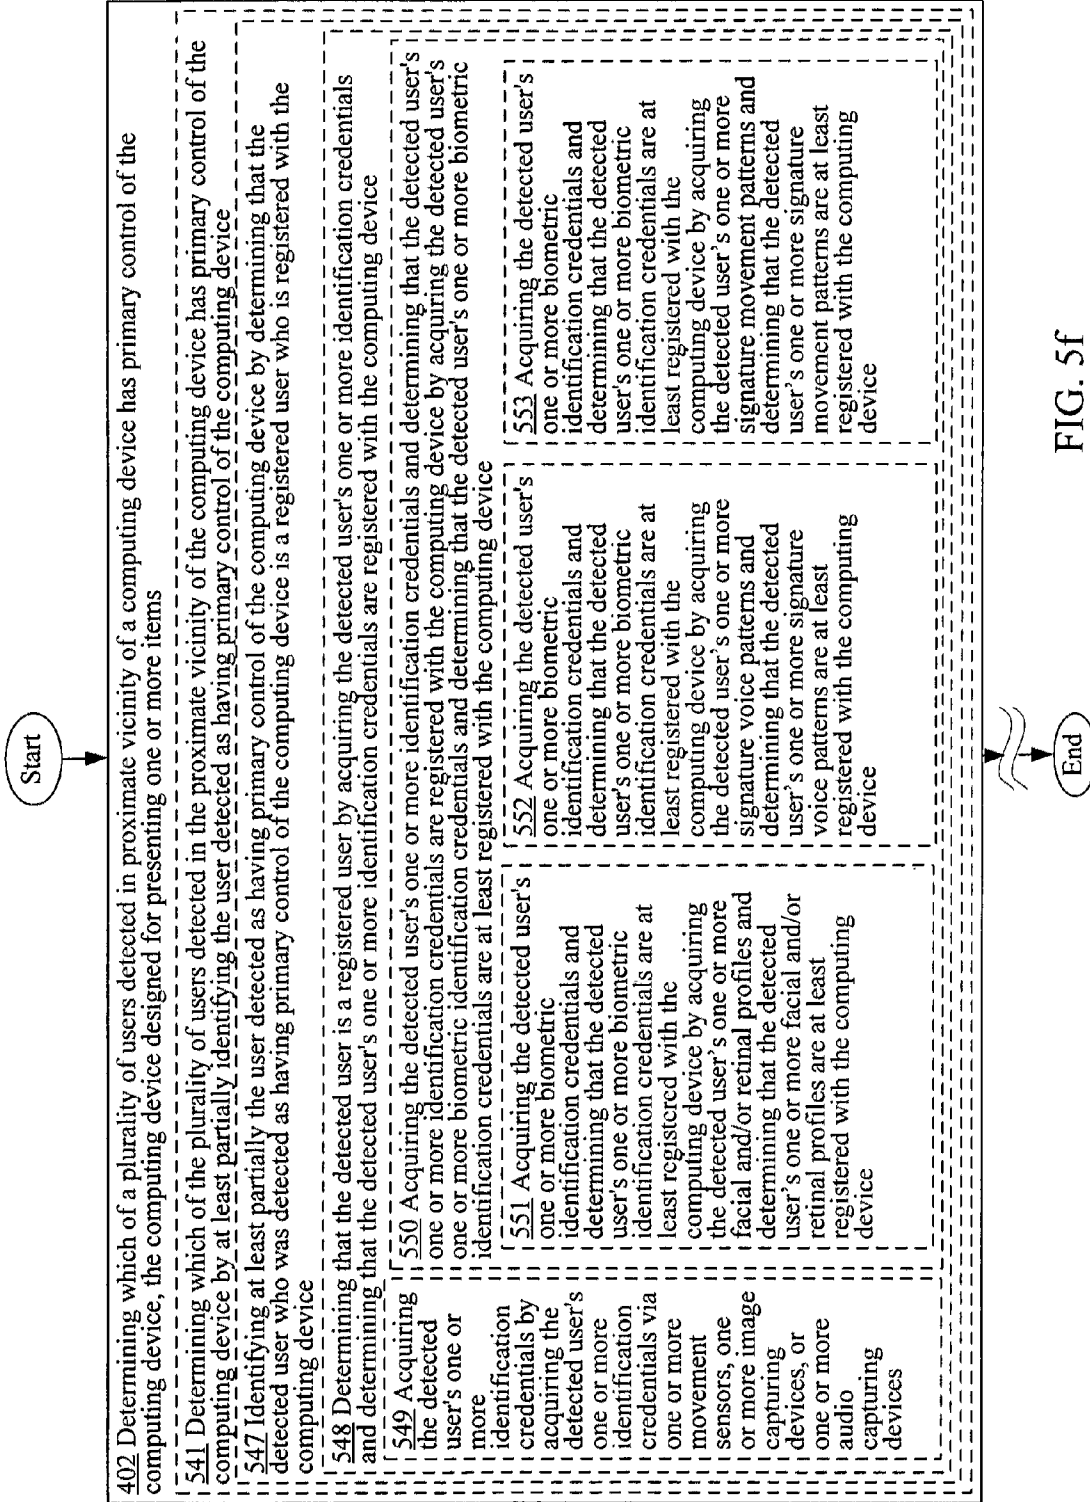 Start
402 Determining which of a plurality of users detected in proximate vicinity of a computing device has primary control of the
computing device, the computing device designed for presenting one or more items
541 Determining which of the plurality of users detected in the proximate vicinity of the computing device has primary control of the
computing device by at least partially identifying the user detected as having primary control of the computing device
547 Identifying at least partially the user detected as having primary control of the computing device by determining that the
detected user who was detected as having primary control of the computing device is a registered user who is registered with the
computing device
548 Determining that the detected user is a registered user by acquiring the detected user's one or more identification credentials
and determining that the detected user's one or more identification credentials are registered with the computing device
549 Acquiring
the detected
user's one or
more
identification
credentials by
acquiring the
detected user's
one or more
identification
credentials via
one or more
movement
sensors, one
or more image
capturing
devices, or
one or more
audio
capturing
devices
550 Acquiring the detected user's one or more identification credentials and determining that the detected user's
one or more identification credentials are registered with the computing device by acquiring the detected user's
one or more biometric identification credentials and determining that the detected user's one or more biometric
identification credentials are at least registered with the computing device
551 Acquiring the detected user's
one or more biometric
identification credentials and
determining that the detected
user's one or more biometric
identification credentials are at
least registered with the
computing device by acquiring
the detected user's one or more
facial and/or retinal profiles and
determining that the detected
user's one or more facial and/or
retinal profiles are at least
registered with the computing
device
552 Acquiring the detected user's
one or more biometric
identification credentials and
determining that the detected
user's one or more biometric
identification credentials are at
least registered with the
computing device by acquiring
the detected user's one or more
signature voice patterns and
determining that the detected
user's one or more signature
voice patterns are at least
registered with the computing
device
553 Acquiring the detected user's
one or more biometric
identification credentials and
determining that the detected
user's one or more biometric
identification credentials are at
least registered with the
computing device by acquiring
the detected user's one or more
signature movement patterns and
determining that the detected
user's one or more signature
movement patterns are at least
registered with the computing
device
End
FIG. 5f